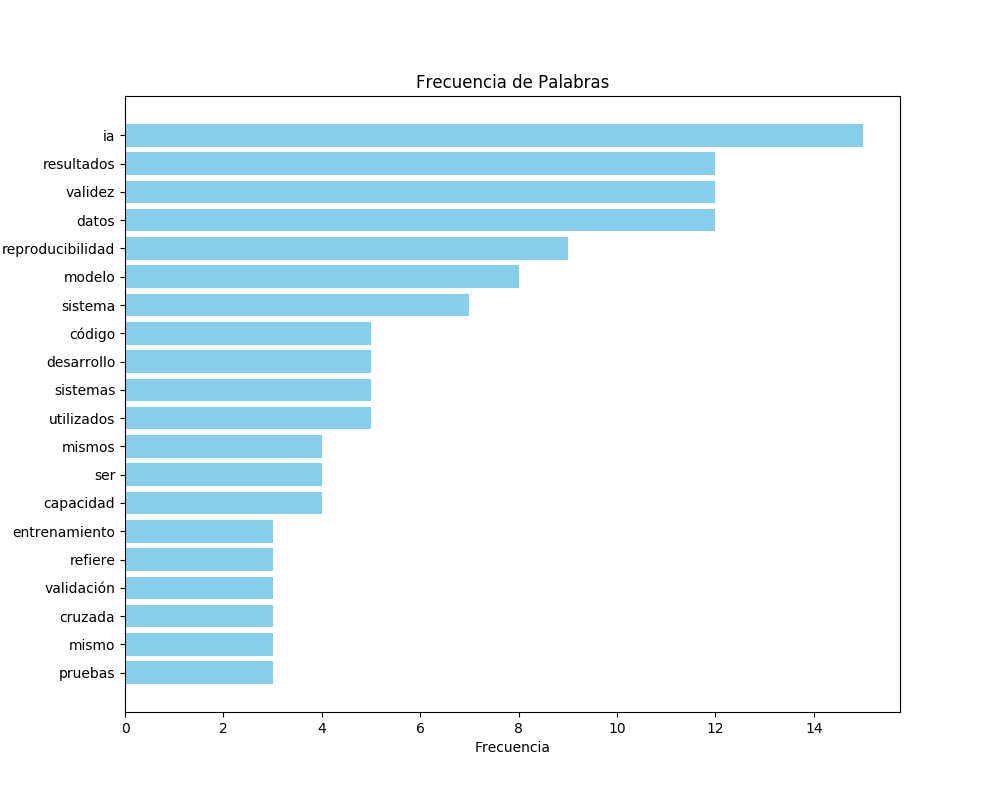 Frecuencia de Palabras
ia
resultados
validez
datos
reproducibilidad
modelo
sistema
código
desarrollo
sistemas
utilizados
mismos
ser
capacidad
entrenamiento
refiere
validación
cruzada
mismo
pruebas
0 2 4 6 8 10 12 14
Frecuencia